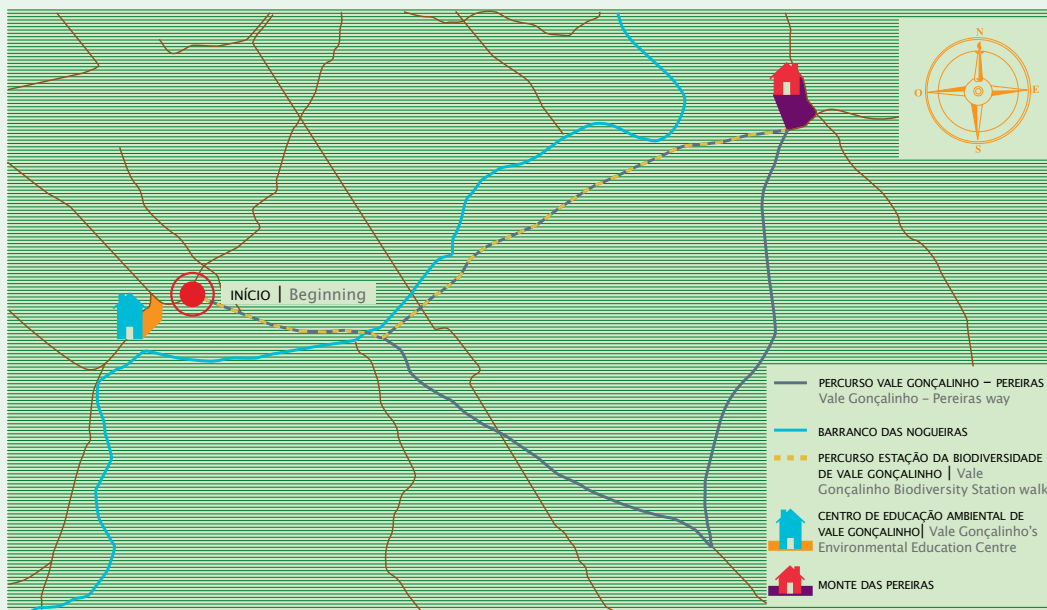 N
O
E
S
INÍCIO | Beginning
PERCURSO VALE GONÇALINHO – PEREIRAS
Vale Gonçalinho – Pereiras way
BARRANCO DAS NOGUEIRAS
PERCURSO ESTAÇÃO DA BIODIVERSIDADE
DE VALE GONÇALINHO | Vale
Gonçalinho Biodiversity Station walk
CENTRO DE EDUCAÇÃO AMBIENTAL DE
VALE GONÇALINHO| Vale Gonçalinho's
Environmental Education Centre
MONTE DAS PEREIRAS